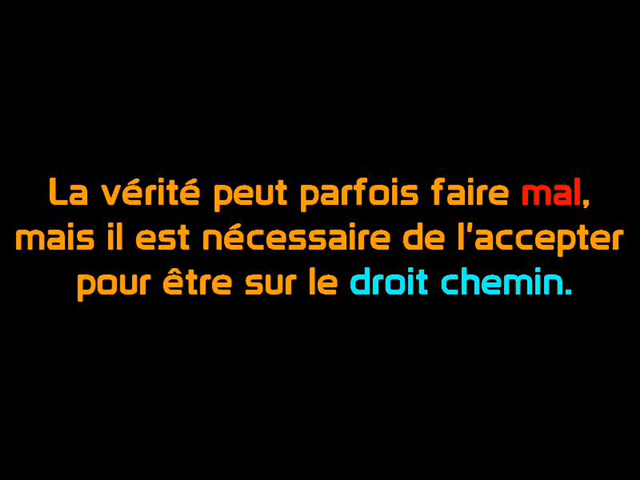 La vérité peut parfois faire mal,
mais il est nécessaire de l'accepter
pour être sur le droit chemin.